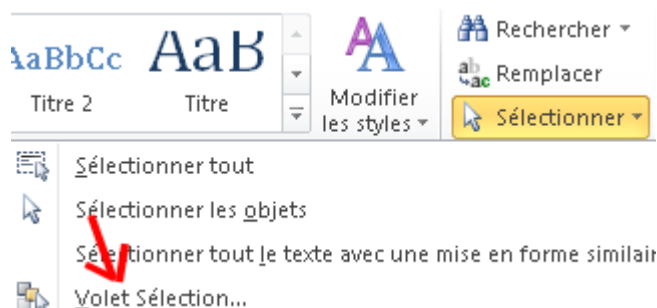 AaBbCc AaB
Rechercher
Remplacer
Titre 2 Titre
Modifier
les styles
Sélectionner
Sélectionner tout
Sélectionner les objets
Sélectionner tout le texte avec une mise en forme similair
Volet Sélection...